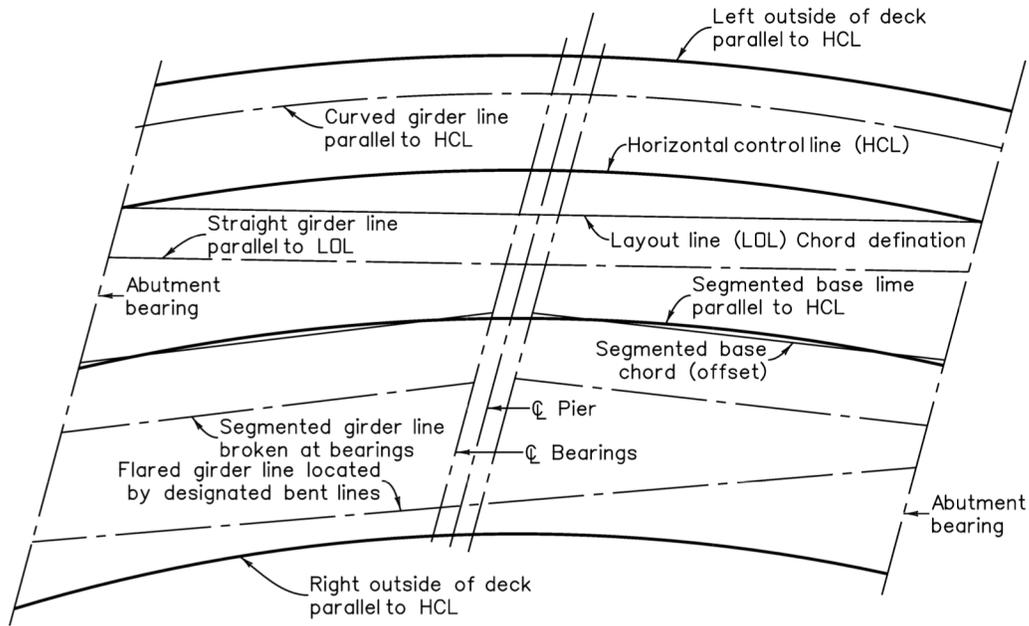 Left outside of deck
parallel to HCL
Curved girder line
parallel to HCL
Horizontal control line (HCL)
Straight girder line
parallel to LOL
Layout line (LOL) Chord defination
Abutment
bearing
Segmented base lime
parallel to HCL
Segmented base
chord (offset)
℄ Pier
Segmented girder line
broken at bearings
℄ Bearings
Flared girder line located
by designated bent lines
Abutment
bearing
Right outside of deck
parallel to HCL